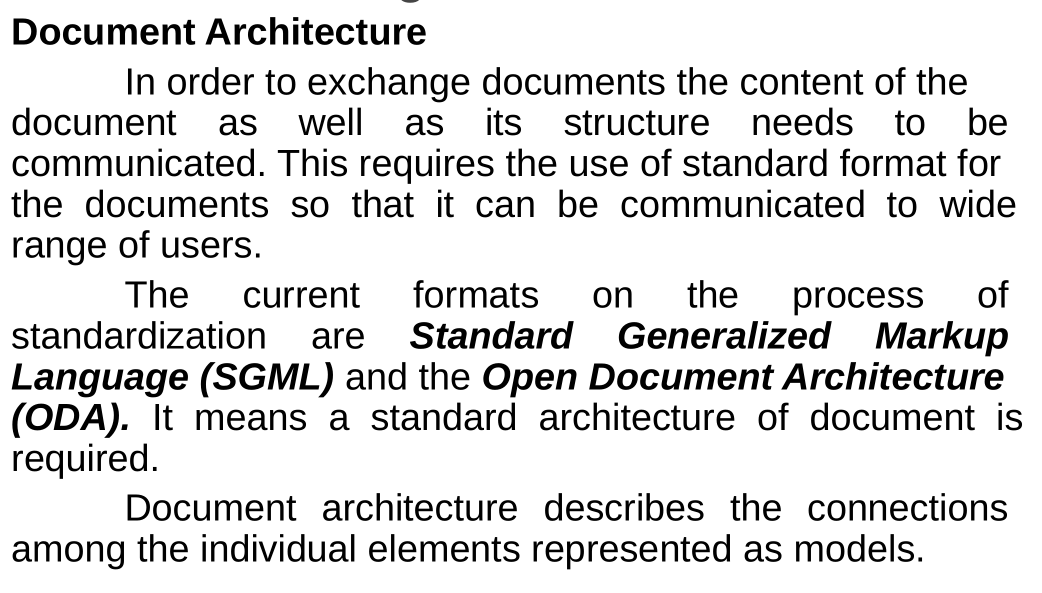 Document Architecture
In order to exchange documents the content of the
document as well as its structure needs to be
communicated. This requires the use of standard format for
the documents so that it can be communicated to wide
range of users.
The current formats on the process of
standardization are Standard Generalized Markup
Language (SGML) and the Open Document Architecture
(ODA). It means a standard architecture of document is
required.
Document architecture describes the connections
among the individual elements represented as models.